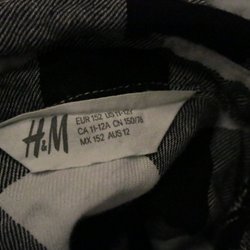 H&M
EUR 152 US 11-12Y
CA 11-12A CN 150/76
MX 152 AUS 12